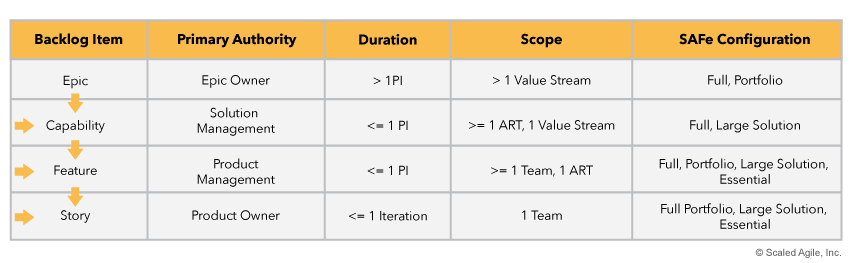 Backlog Item Primary Authority Duration Scope SAFe Configuration
Epic Epic Owner > 1PI > 1 Value Stream Full, Portfolio
Capability Solution
Management <= 1 PI >= 1 ART, 1 Value Stream Full, Large Solution
Feature Product
Management <= 1 PI >= 1 Team, 1 ART Full, Portfolio, Large Solution,
Essential
Story Product Owner <= 1 Iteration 1 Team Full Portfolio, Large Solution,
Essential
© Scaled Agile, Inc.